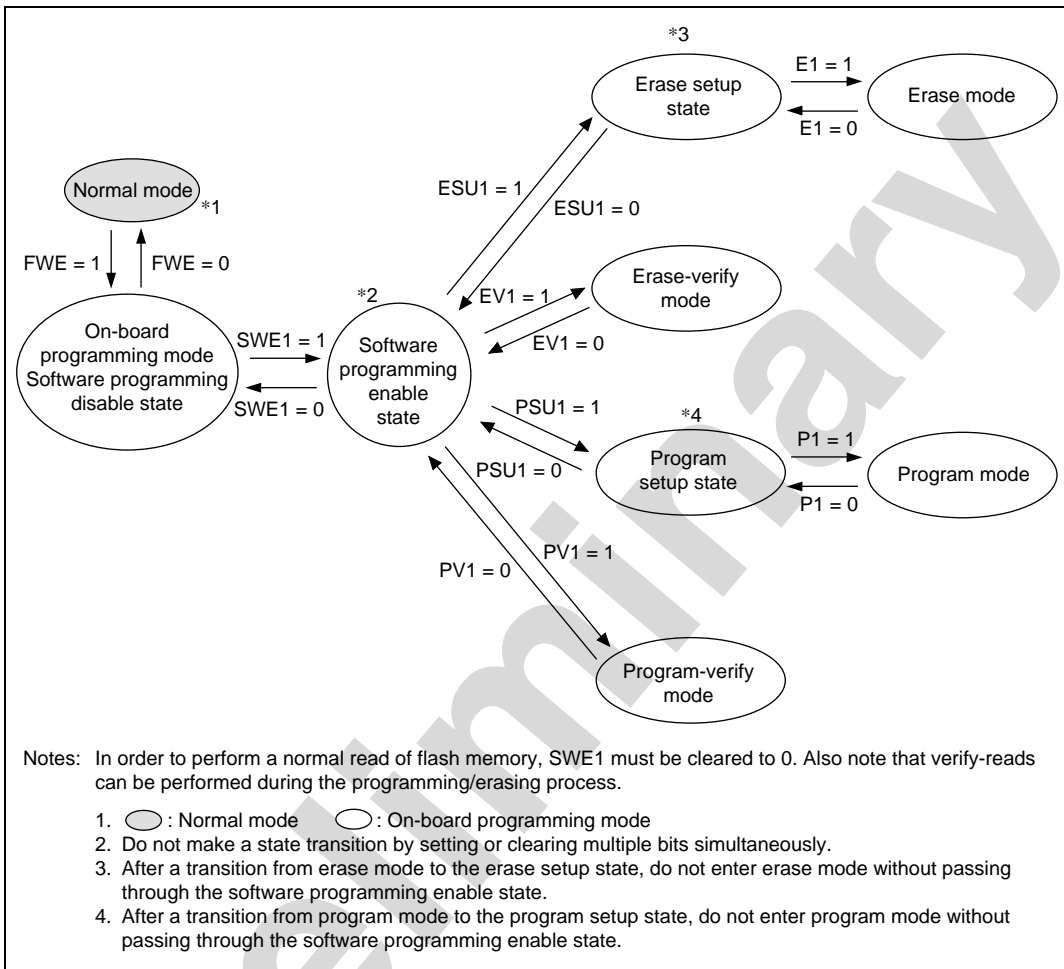 *3
Erase setup
state
E1 = 1
E1 = 0
Erase mode
Normal mode
*1
ESU1 = 1
ESU1 = 0
FWE = 1
FWE = 0
Erase-verify
mode
*2
EV1 = 1
EV1 = 0
On-board
programming mode
Software programming
disable state
SWE1 = 1
SWE1 = 0
Software
programming
enable
state
PSU1 = 1
PSU1 = 0
*4
Program
setup state
P1 = 1
P1 = 0
Program mode
PV1 = 1
PV1 = 0
Program-verify
mode
Notes: In order to perform a normal read of flash memory, SWE1 must be cleared to 0. Also note that verify-reads
can be performed during the programming/erasing process.
1. : Normal mode : On-board programming mode
2. Do not make a state transition by setting or clearing multiple bits simultaneously.
3. After a transition from erase mode to the erase setup state, do not enter erase mode without passing
through the software programming enable state.
4. After a transition from program mode to the program setup state, do not enter program mode without
passing through the software programming enable state.
eliminary